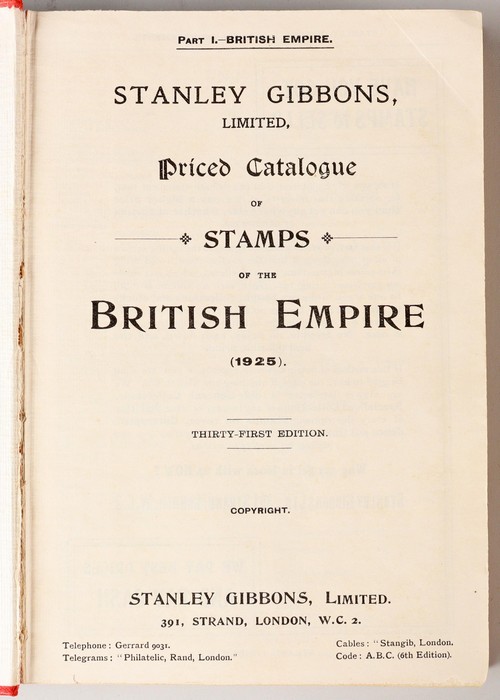 PART I.—BRITISH EMPIRE.
STANLEY GIBBONS,
LIMITED,
Priced Catalogue
OF
STAMPS
OF THE
BRITISH EMPIRE
(1925).
THIRTY-FIRST EDITION.
COPYRIGHT.
STANLEY GIBBONS, LIMITED.
391, STRAND, LONDON, W.C. 2.
Telephone: Gerrard 9031. Cables: "Stangib, London.
Telegrams: "Philatelic, Rand, London." Code: A.B.C. (6th Edition).